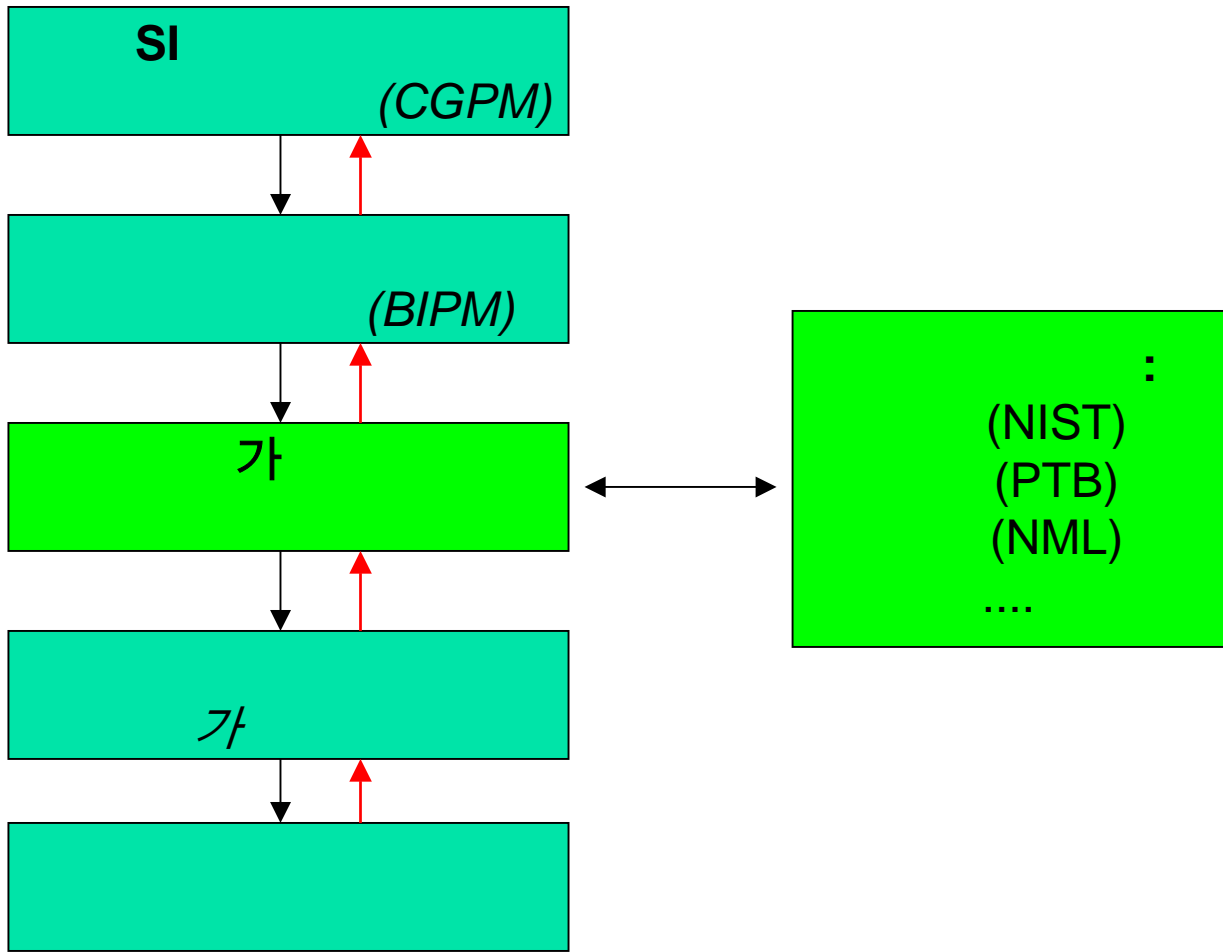 SI
(CGPM)
(BIPM)
가
가
:
(NIST)
(PTB)
(NML)
....